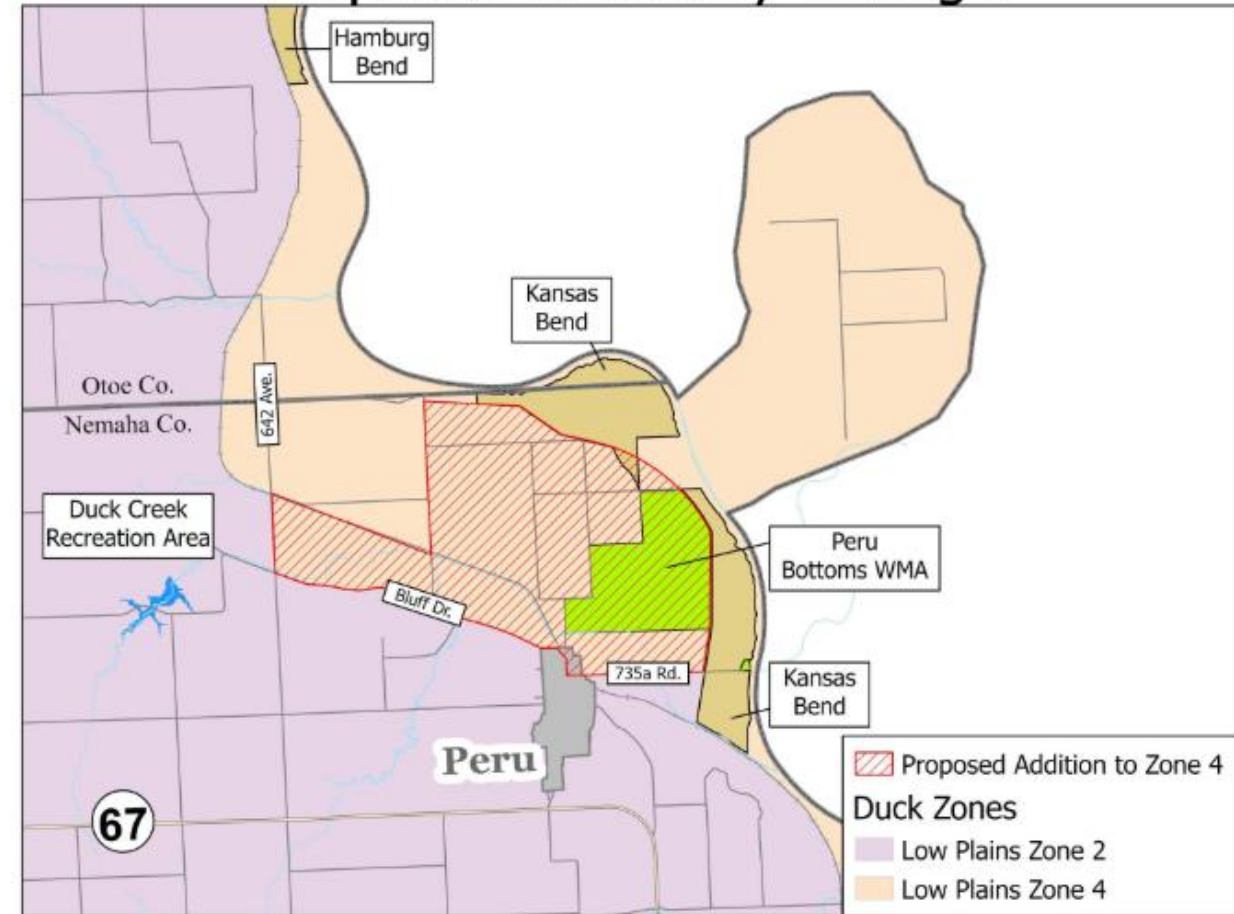 Hamburg
Bend
Kansas
Bend
Otoe Co.
642 Ave.
Nemaha Co.
Duck Creek
Recreation Area
Peru
Bottoms WMA
Bluff Dr.
735a Rd.
Kansas
Bend
Peru
67
Proposed Addition to Zone 4
Duck Zones
Low Plains Zone 2
Low Plains Zone 4